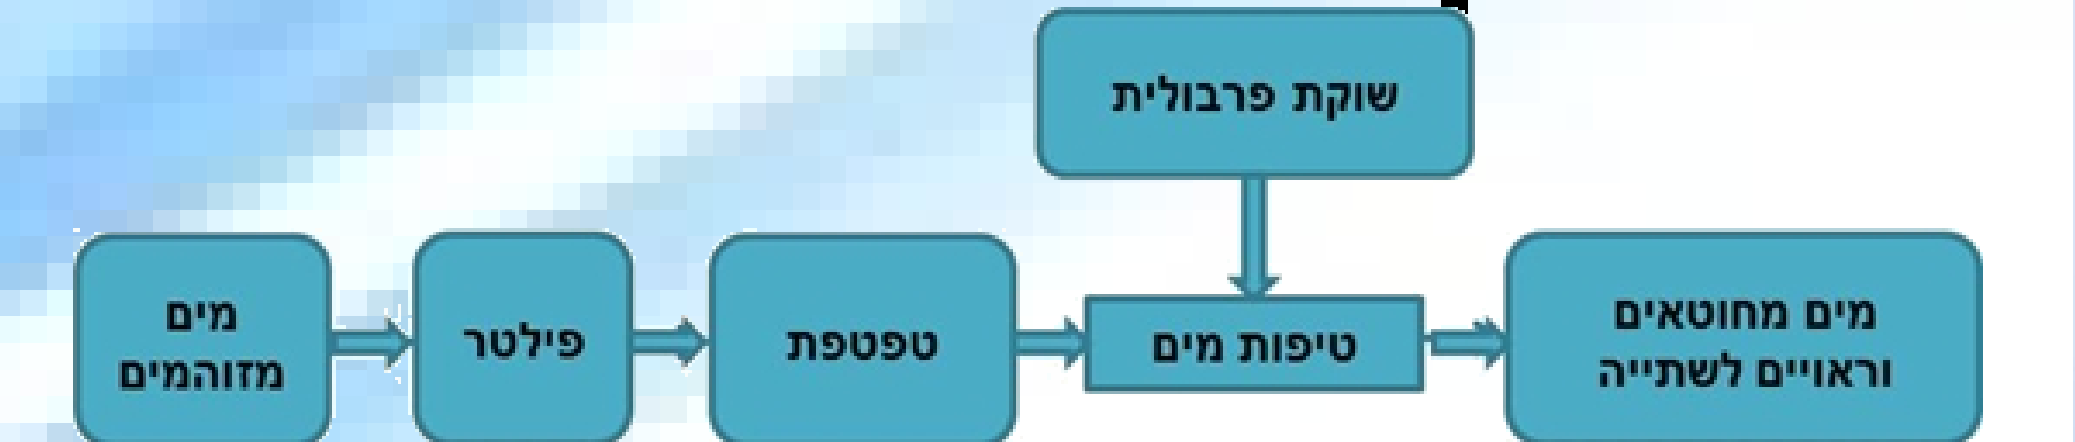 שוקת פרבולית
מים
מזוהמים
פילטר
טפטפת
טיפות מים
מים מחוטאים
וראויים לשתייה